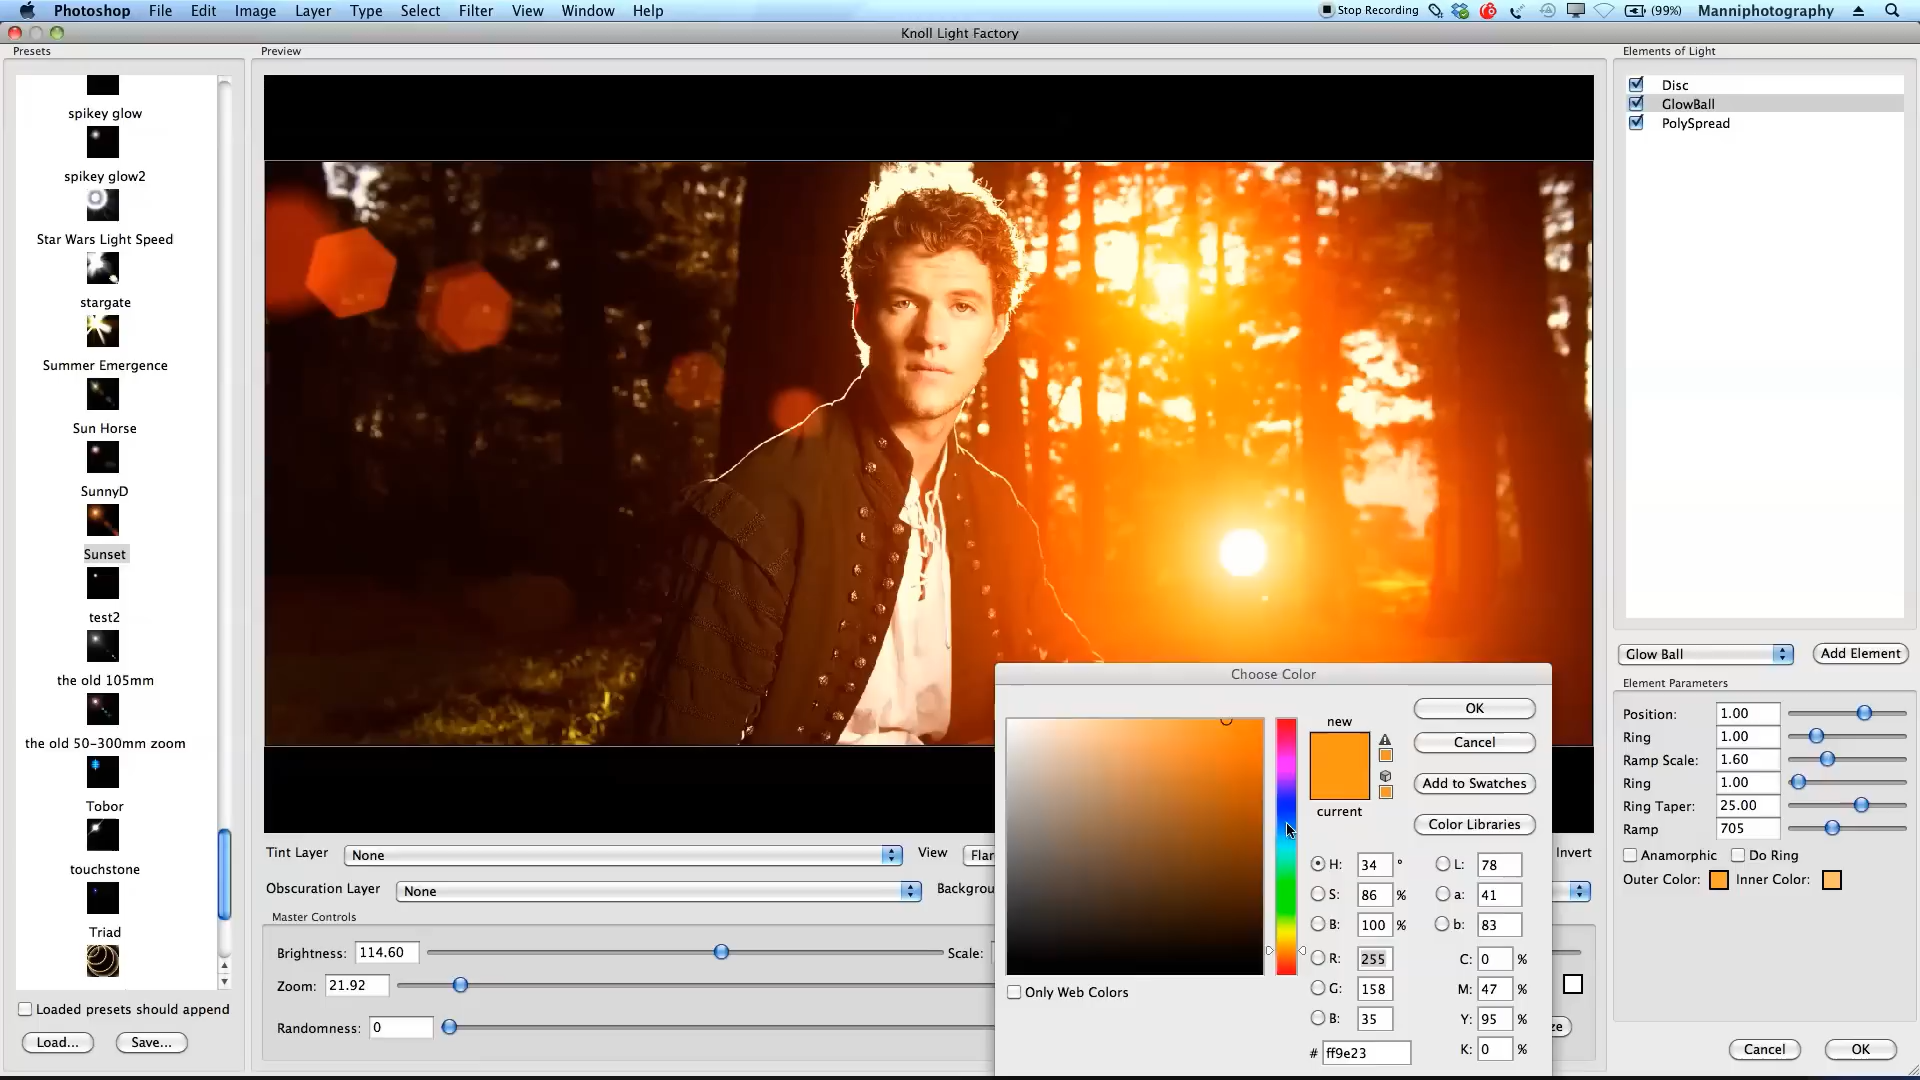 Photoshop File Edit Image Layer Type Select Filter View Window Help
Stop Recording (99%) Manniphotography
Knoll Light Factory
Presets
spikey glow
spikey glow2
Star Wars Light Speed
stargate
Summer Emergence
Sun Horse
SunnyD
Sunset
test2
the old 105mm
the old 50-300mm zoom
Tobor
touchstone
Triad
Loaded presets should append
Load... Save...
Preview
Tint Layer None View Flar
Invert
Obscuration Layer None Backgrou
Master Controls
Brightness: 114.60 Scale:
Zoom: 21.92
Randomness: 0
ze
Choose Color
OK
new
Cancel
Add to Swatches
current
Color Libraries
H: 34 ° L: 78
S: 86 % a: 41
B: 100 % b: 83
R: 255 C: 0 %
G: 158 M: 47 %
B: 35 Y: 95 %
# ff9e23 K: 0 %
Only Web Colors
Elements of Light
Disc
GlowBall
PolySpread
Glow Ball Add Element
Element Parameters
Position: 1.00
Ring 1.00
Ramp Scale: 1.60
Ring 1.00
Ring Taper: 25.00
Ramp 705
Anamorphic Do Ring
Outer Color: Inner Color:
Cancel OK